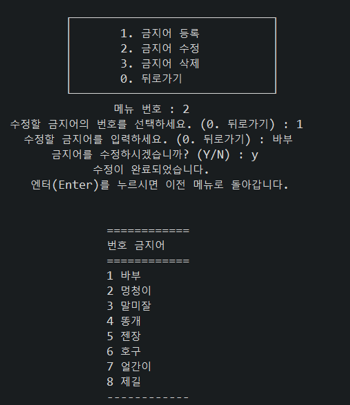 1. 금지어 등록
2. 금지어 수정
3. 금지어 삭제
0. 뒤로가기
메뉴 번호 : 2
수정할 금지어의 번호를 선택하세요. (0. 뒤로가기) : 1
수정할 금지어를 입력하세요. (0. 뒤로가기) : 바부
금지어를 수정하시겠습니까? (Y/N) : y
수정이 완료되었습니다.
엔터(Enter)를 누르시면 이전 메뉴로 돌아갑니다.
============
번호 금지어
============
1 바부
2 멍청이
3 말미잘
4 똥개
5 젠장
6 호구
7 얼간이
8 제길
------------